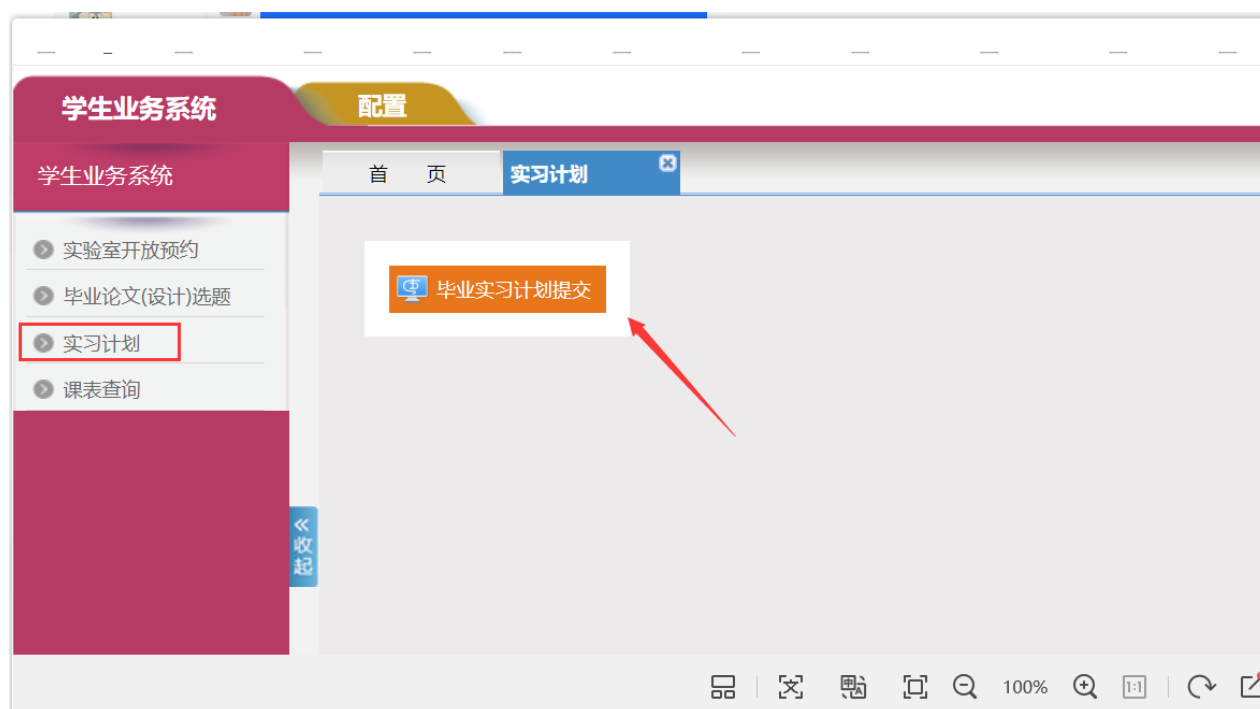 学生业务系统 配置
学生业务系统
首 页 实习计划
实验室开放预约
毕业论文(设计)选题
实习计划
课表查询
毕业实习计划提交
收起
100%
1:1